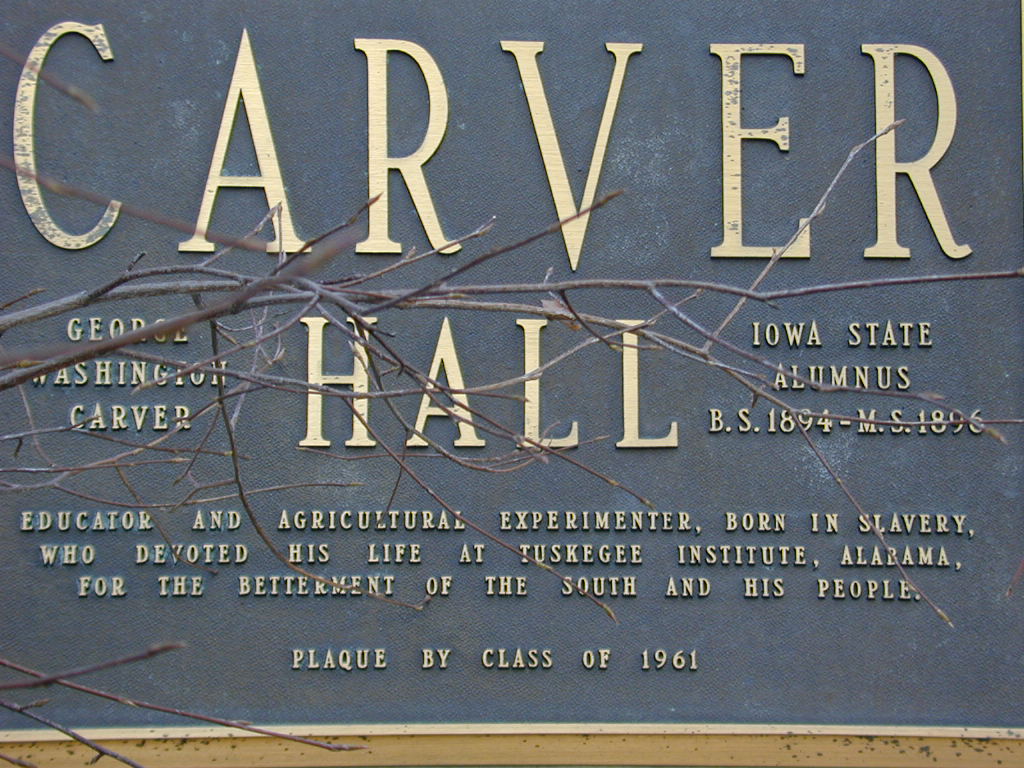 CARVER
HALL
GEORGE
WASHINGTON
CARVER
IOWA STATE
ALUMNUS
B.S. 1894 - M.S. 1896
EDUCATOR AND AGRICULTURAL EXPERIMENTER, BORN IN SLAVERY,
WHO DEVOTED HIS LIFE AT TUSKEGEE INSTITUTE, ALABAMA,
FOR THE BETTERMENT OF THE SOUTH AND HIS PEOPLE.
PLAQUE BY CLASS OF 1961